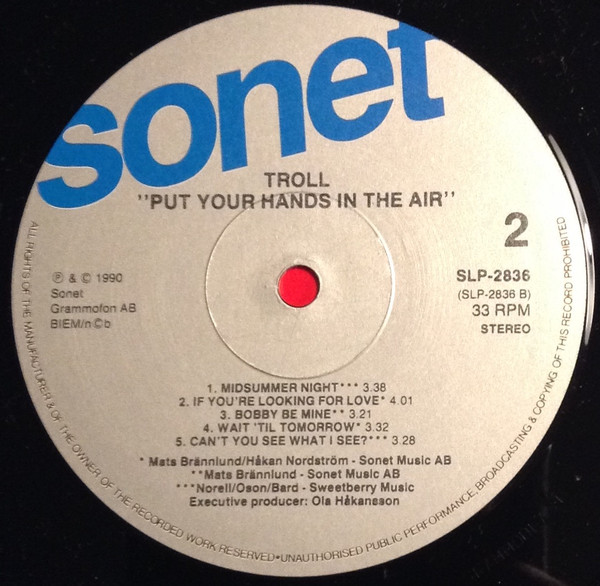 sonet
TROLL
"PUT YOUR HANDS IN THE AIR"
2
℗ & © 1990
Sonet
Grammofon AB
BIEM/n©b
SLP-2836
(SLP-2836 B)
33 RPM
STEREO
1. MIDSUMMER NIGHT*** 3.38
2. IF YOU'RE LOOKING FOR LOVE* 4.01
3. BOBBY BE MINE** 3.21
4. WAIT 'TIL TOMORROW* 3.32
5. CAN'T YOU SEE WHAT I SEE?*** 3.28
* Mats Brännlund/Håkan Nordström - Sonet Music AB
**Mats Brännlund - Sonet Music AB
***Norell/Oson/Bard - Sweetberry Music
Executive producer: Ola Håkansson
ALL RIGHTS OF THE MANUFACTURER & OF THE OWNER OF THE RECORDED WORK RESERVED•UNAUTHORISED PUBLIC PERFORMANCE, BROADCASTING & COPYING OF THIS RECORD PROHIBITED